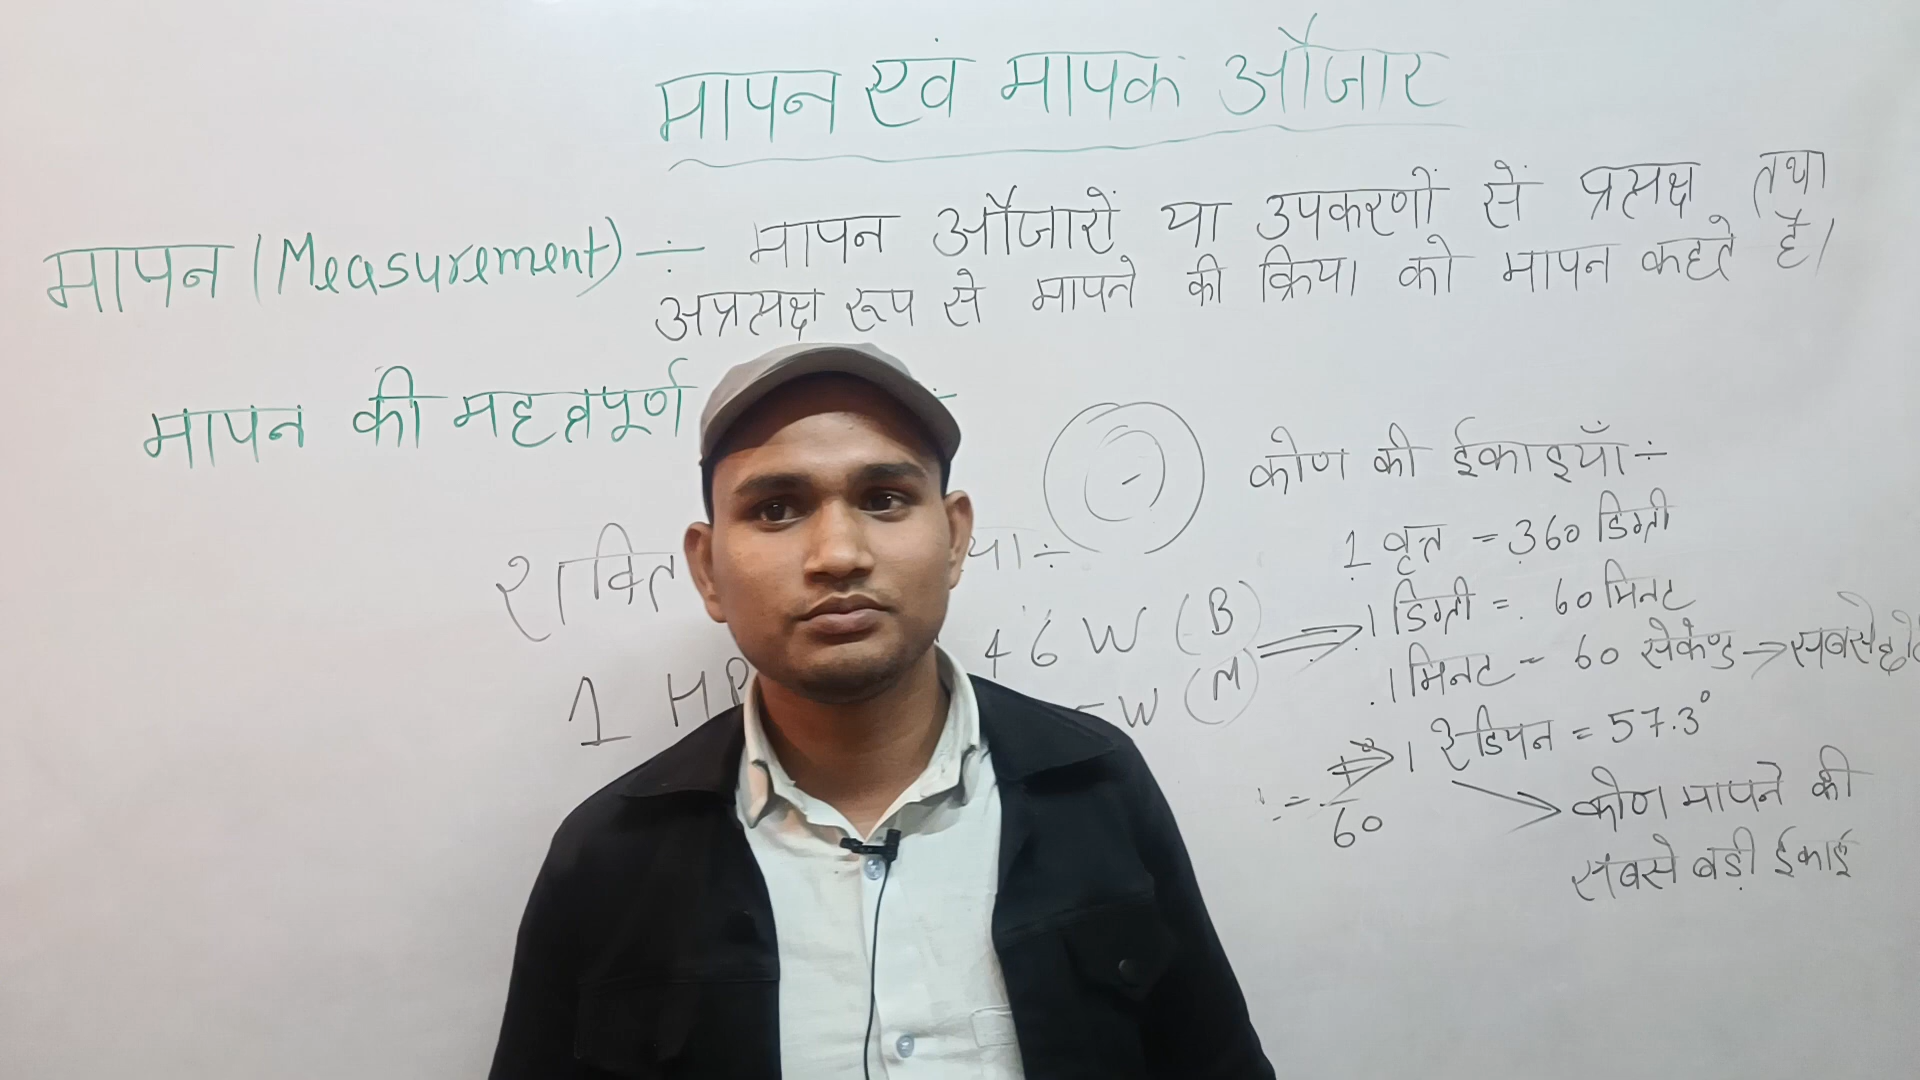 मापन एवं मापक औजार
मापन (Measurement) ÷ मापन औजारों या उपकरणों सें प्रत्यक्ष तथा
अप्रत्यक्ष रूप से मापने की क्रिया को मापन कहते है।
मापन की महत्वपूर्ण
शक्ति
1 HP
46 W (B)
W (M)
कोण की ईकाइयाँ ÷
1 वृत्त = 360 डिग्री
1 डिग्री = 60 मिनट
1 मिनट = 60 सेकेण्ड → सबसे
1 रेडियन = 57.3°
60
कोण मापने की
सबसे बड़ी ईकाई